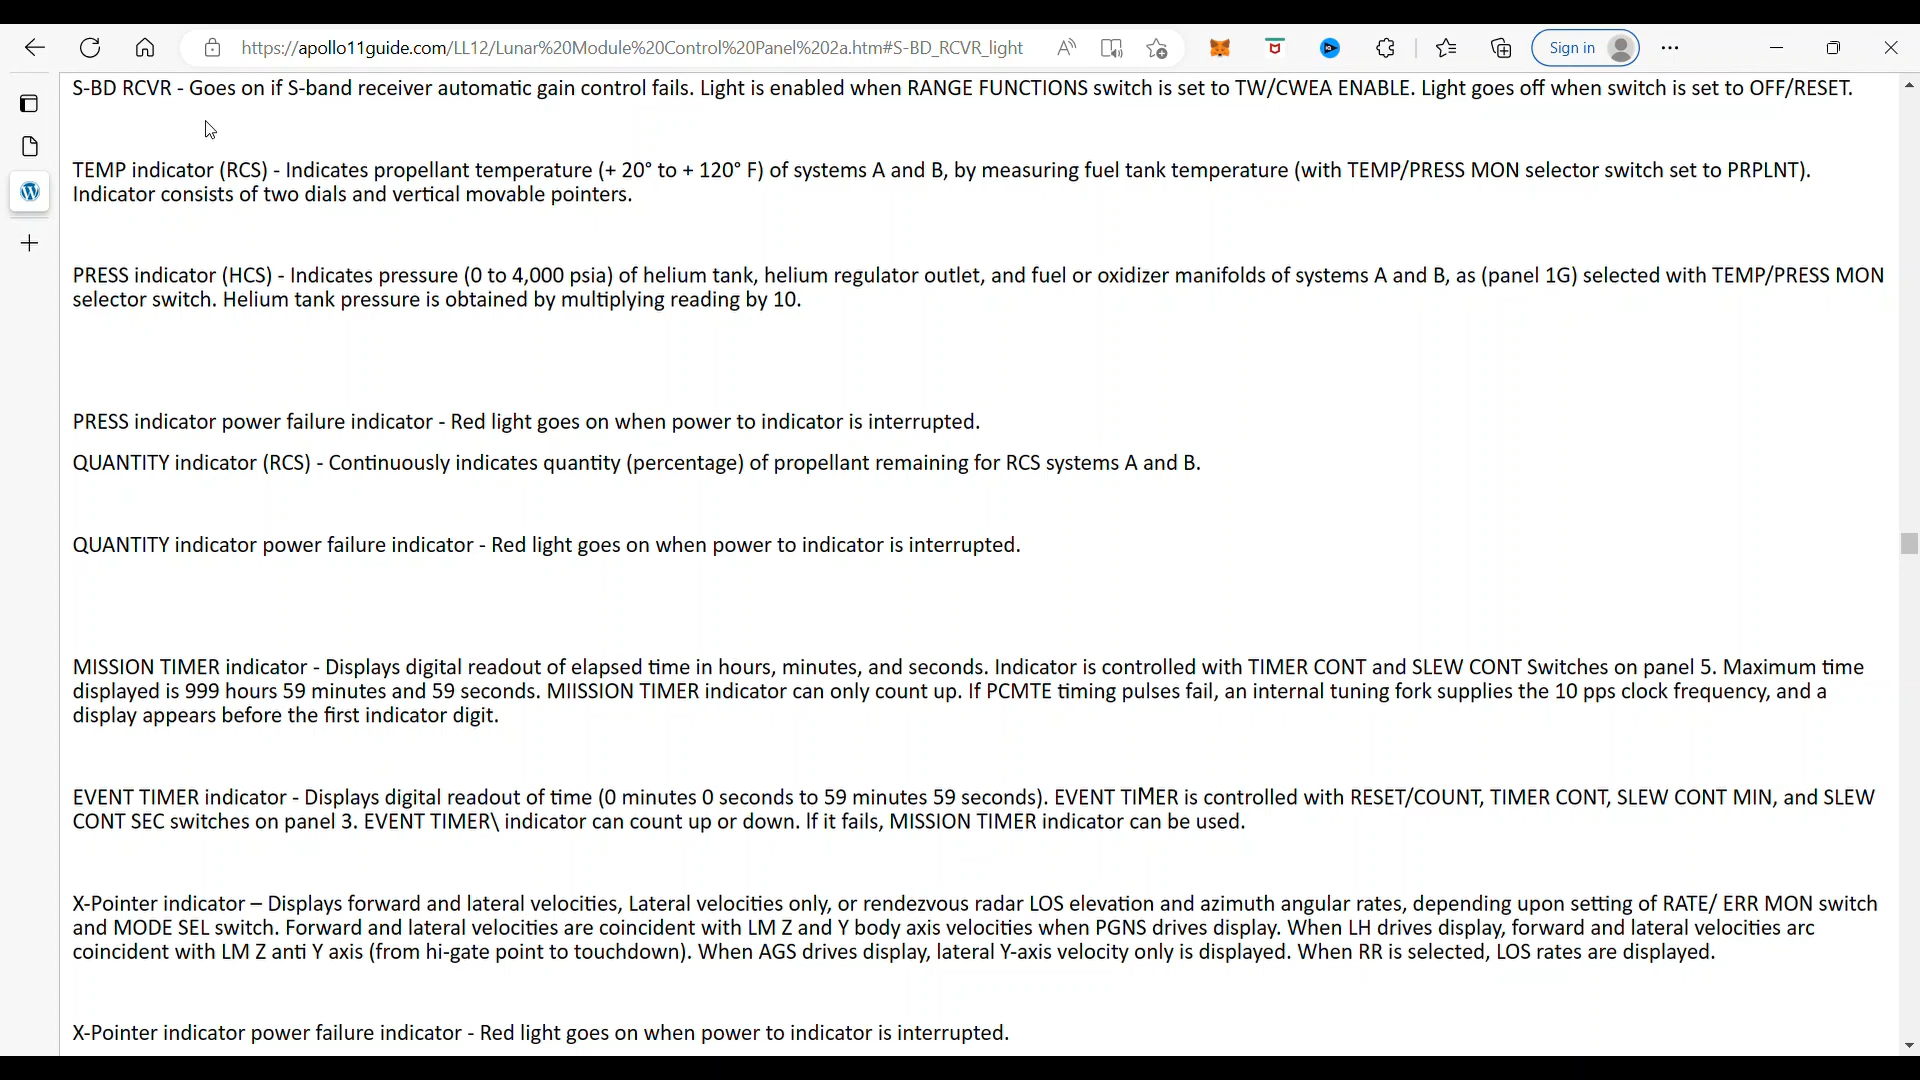 https://apollo11guide.com/LL12/Lunar%20Module%20Control%20Panel%202a.htm#S-BD_RCVR_light
Sign in
S-BD RCVR - Goes on if S-band receiver automatic gain control fails. Light is enabled when RANGE FUNCTIONS switch is set to TW/CWEA ENABLE. Light goes off when switch is set to OFF/RESET.
TEMP indicator (RCS) - Indicates propellant temperature (+ 20° to + 120° F) of systems A and B, by measuring fuel tank temperature (with TEMP/PRESS MON selector switch set to PRPLNT).
Indicator consists of two dials and vertical movable pointers.
PRESS indicator (HCS) - Indicates pressure (0 to 4,000 psia) of helium tank, helium regulator outlet, and fuel or oxidizer manifolds of systems A and B, as (panel 1G) selected with TEMP/PRESS MON
selector switch. Helium tank pressure is obtained by multiplying reading by 10.
PRESS indicator power failure indicator - Red light goes on when power to indicator is interrupted.
QUANTITY indicator (RCS) - Continuously indicates quantity (percentage) of propellant remaining for RCS systems A and B.
QUANTITY indicator power failure indicator - Red light goes on when power to indicator is interrupted.
MISSION TIMER indicator - Displays digital readout of elapsed time in hours, minutes, and seconds. Indicator is controlled with TIMER CONT and SLEW CONT Switches on panel 5. Maximum time
displayed is 999 hours 59 minutes and 59 seconds. MIISSION TIMER indicator can only count up. If PCMTE timing pulses fail, an internal tuning fork supplies the 10 pps clock frequency, and a
display appears before the first indicator digit.
EVENT TIMER indicator - Displays digital readout of time (0 minutes 0 seconds to 59 minutes 59 seconds). EVENT TIMER is controlled with RESET/COUNT, TIMER CONT, SLEW CONT MIN, and SLEW
CONT SEC switches on panel 3. EVENT TIMER\ indicator can count up or down. If it fails, MISSION TIMER indicator can be used.
X-Pointer indicator – Displays forward and lateral velocities, Lateral velocities only, or rendezvous radar LOS elevation and azimuth angular rates, depending upon setting of RATE/ ERR MON switch
and MODE SEL switch. Forward and lateral velocities are coincident with LM Z and Y body axis velocities when PGNS drives display. When LH drives display, forward and lateral velocities arc
coincident with LM Z anti Y axis (from hi-gate point to touchdown). When AGS drives display, lateral Y-axis velocity only is displayed. When RR is selected, LOS rates are displayed.
X-Pointer indicator power failure indicator - Red light goes on when power to indicator is interrupted.